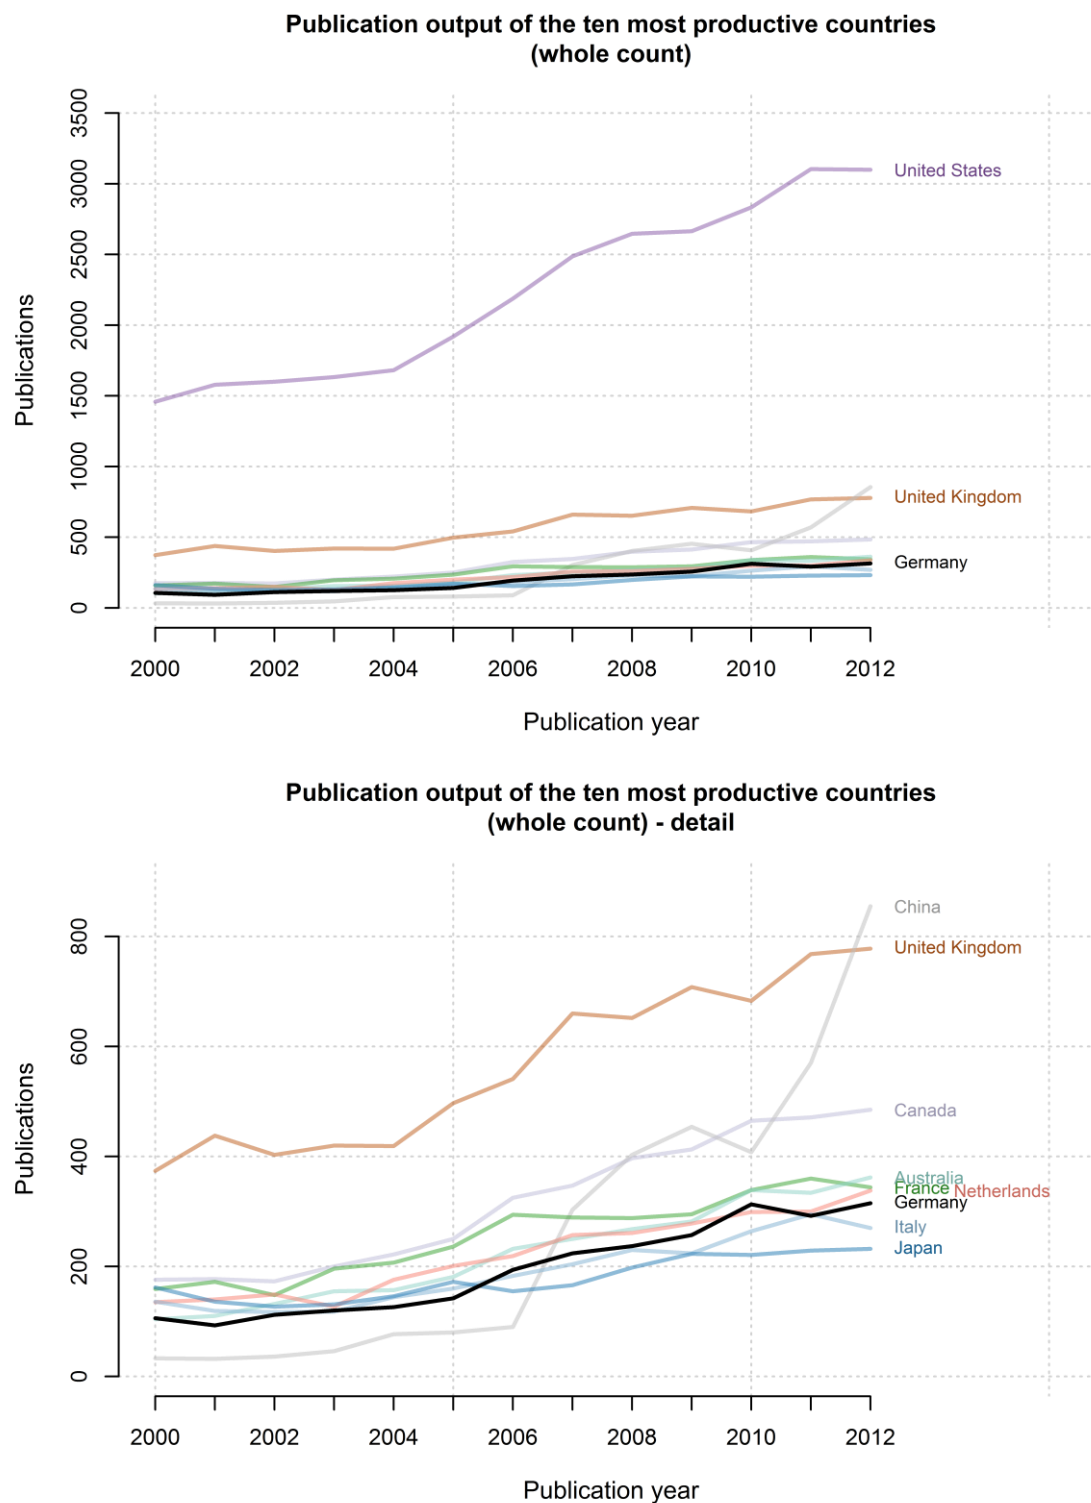 Publication output of the ten most productive countries
(whole count)
3500
3000
2500
2000
1500
1000
500
0
Publications
United States
United Kingdom
Germany
2000 2002 2004 2006 2008 2010 2012
Publication year
Publication output of the ten most productive countries
(whole count) - detail
800
600
400
200
0
Publications
China
United Kingdom
Canada
Australia
France Netherlands
Germany
Italy
Japan
2000 2002 2004 2006 2008 2010 2012
Publication year